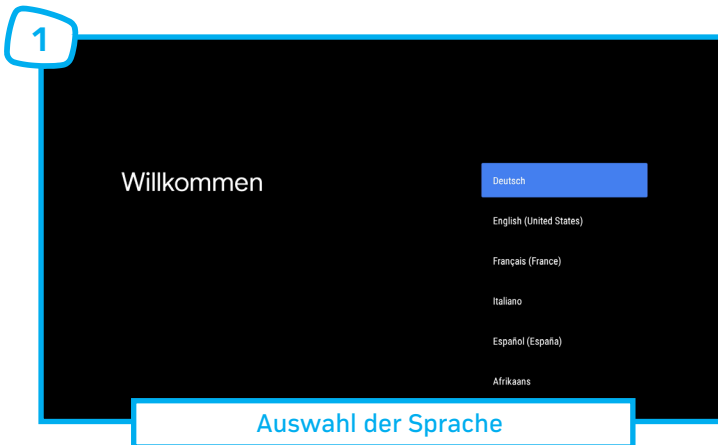 1
Willkommen
Deutsch
English (United States)
Français (France)
Italiano
Español (España)
Afrikaans
Auswahl der Sprache